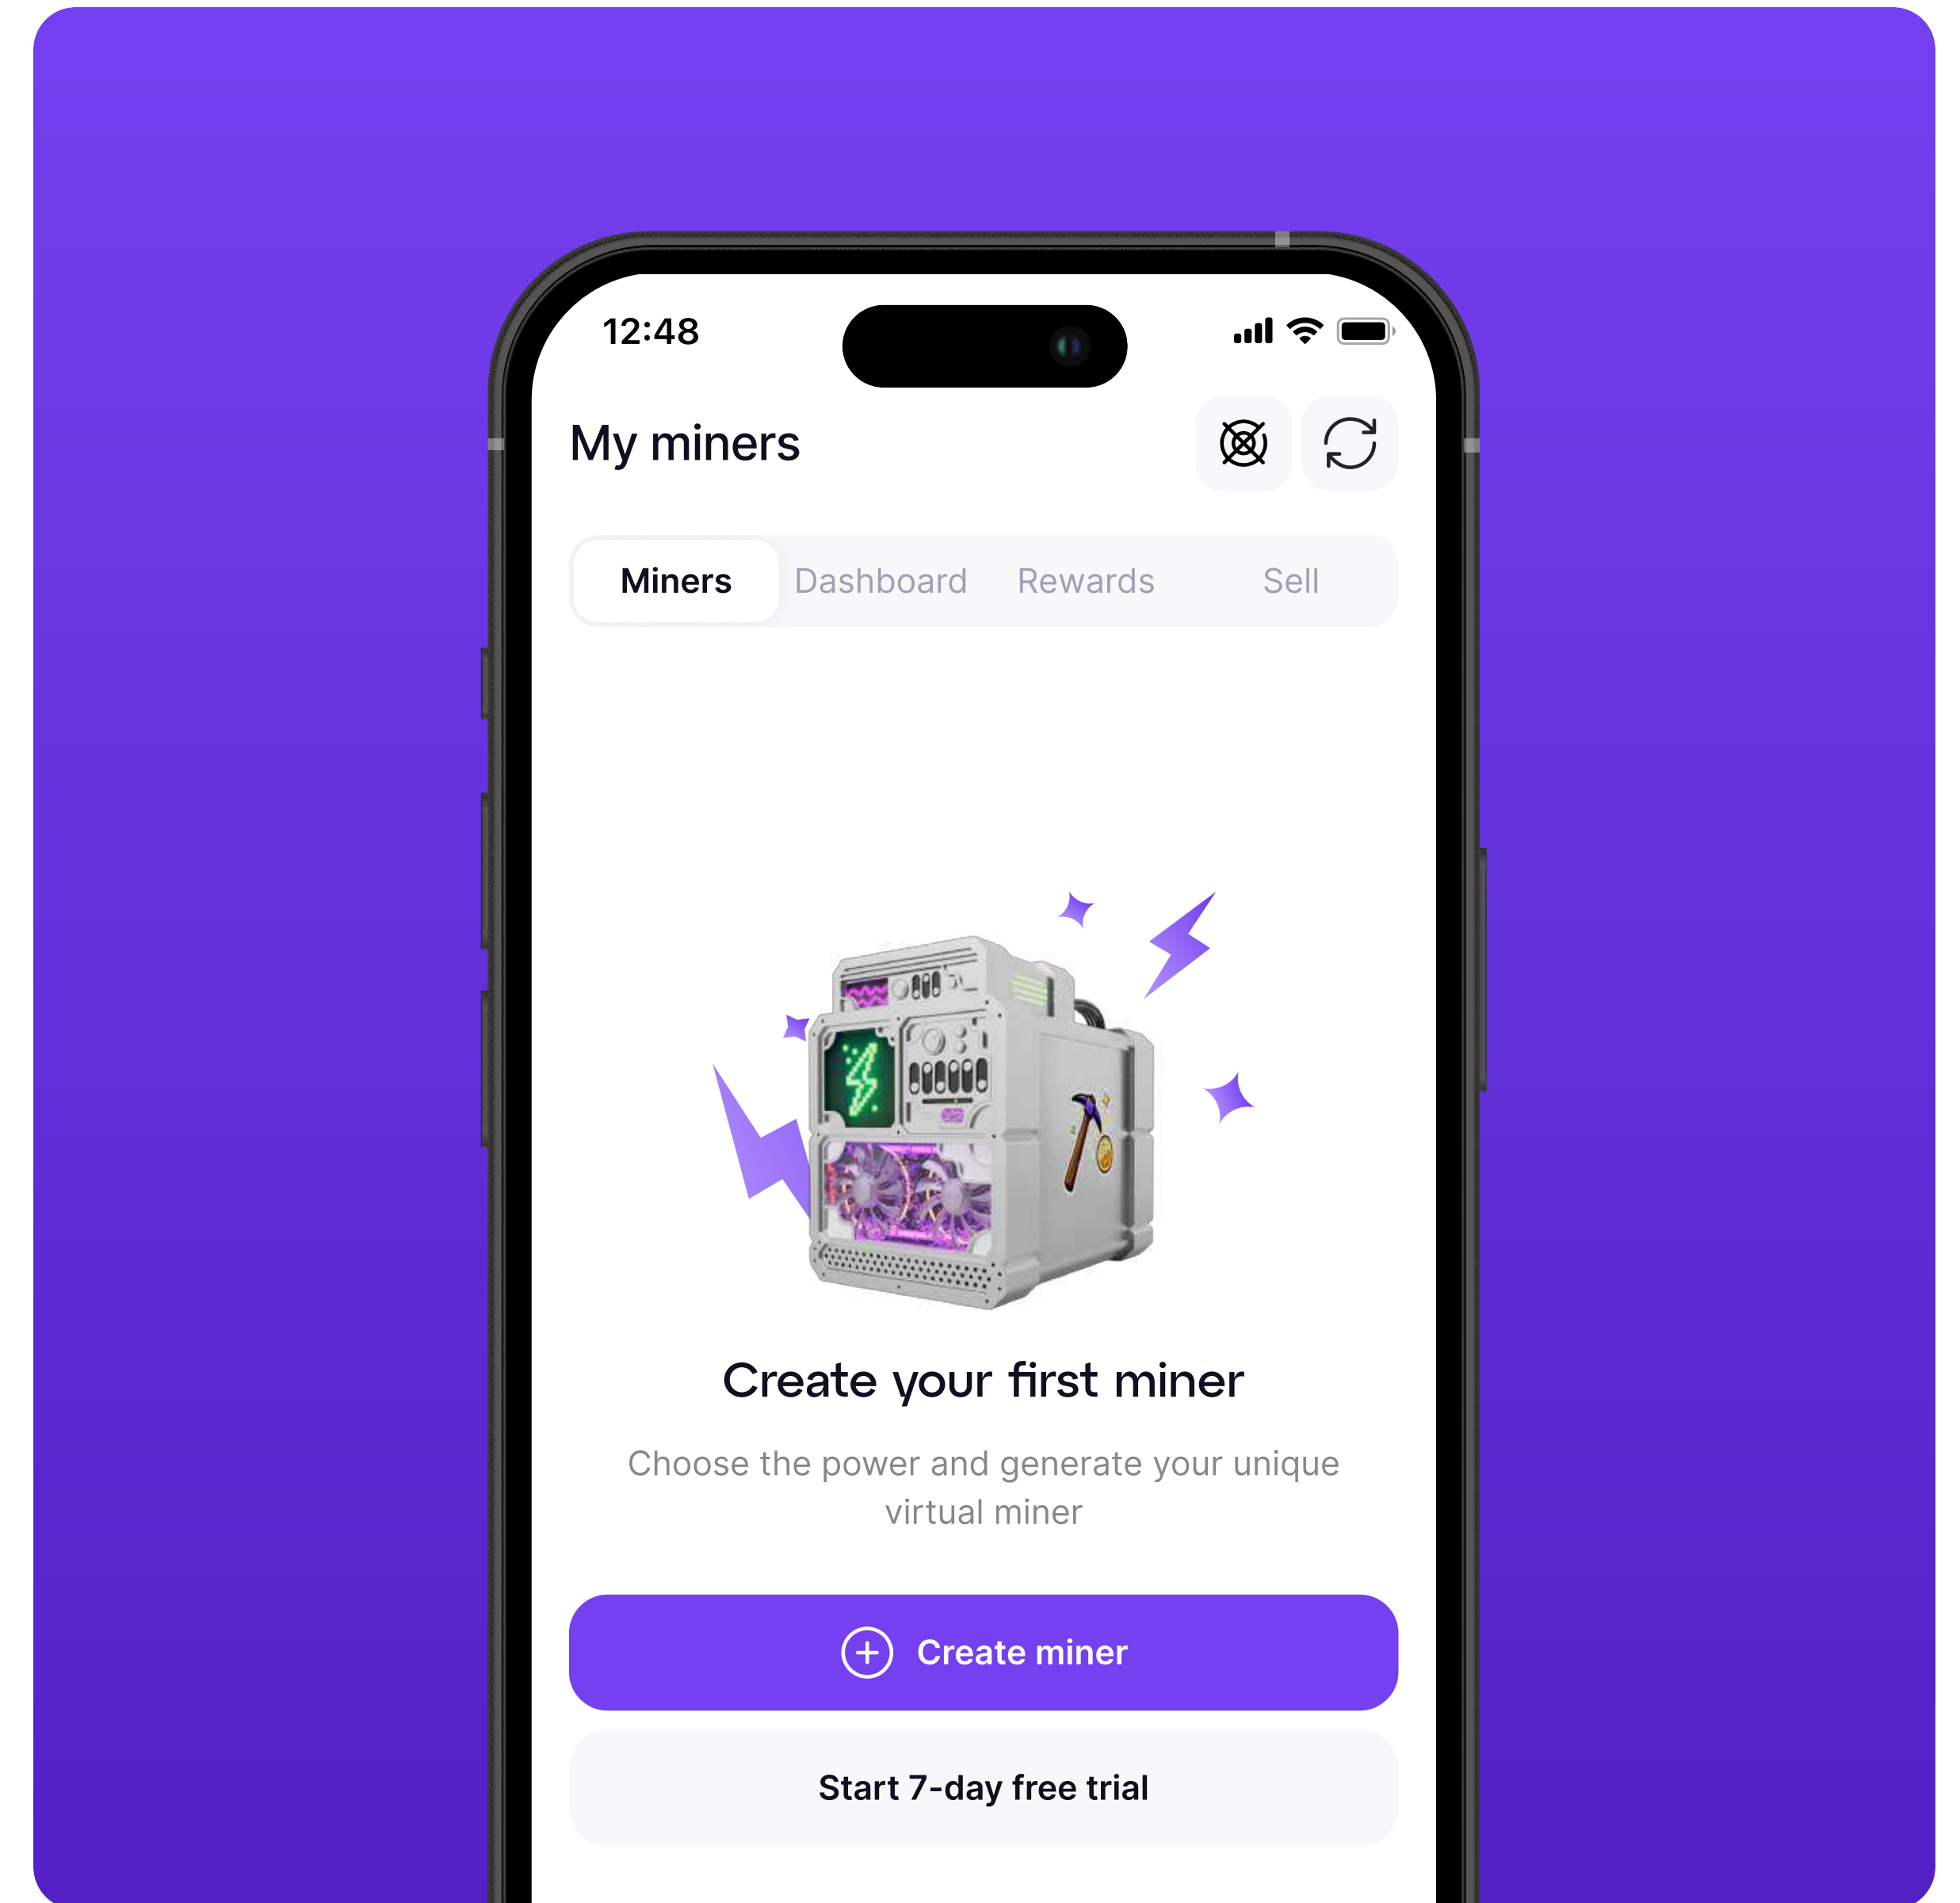 12:48
My miners
Miners
Dashboard
Rewards
Sell
Create your first miner
Choose the power and generate your unique
virtual miner
Create miner
Start 7-day free trial